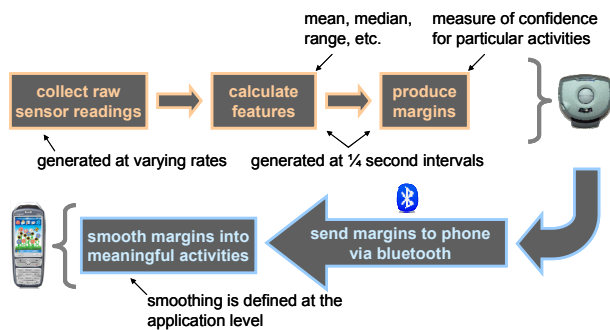 mean, median,
range, etc.
measure of confidence
for particular activities
collect raw
sensor readings
calculate
features
produce
margins
generated at varying rates
generated at ¼ second intervals
smooth margins into
meaningful activities
send margins to phone
via bluetooth
smoothing is defined at the
application level